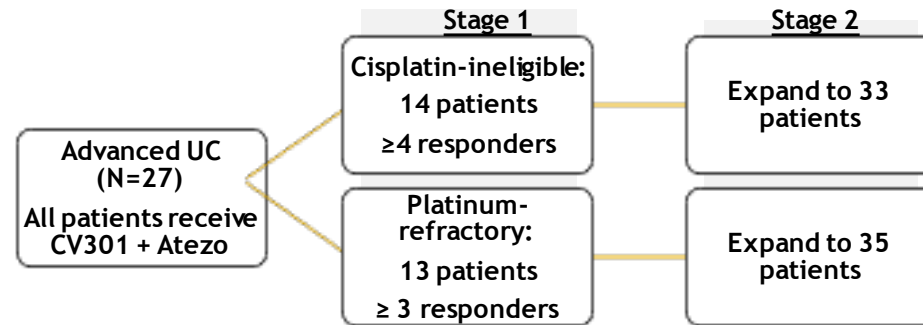 Stage 1
Stage 2
Advanced UC
(N=27)
All patients receive
CV301 + Atezo
Cisplatin-ineligible:
14 patients
≥4 responders
Expand to 33
patients
Platinum-
refractory:
13 patients
≥ 3 responders
Expand to 35
patients